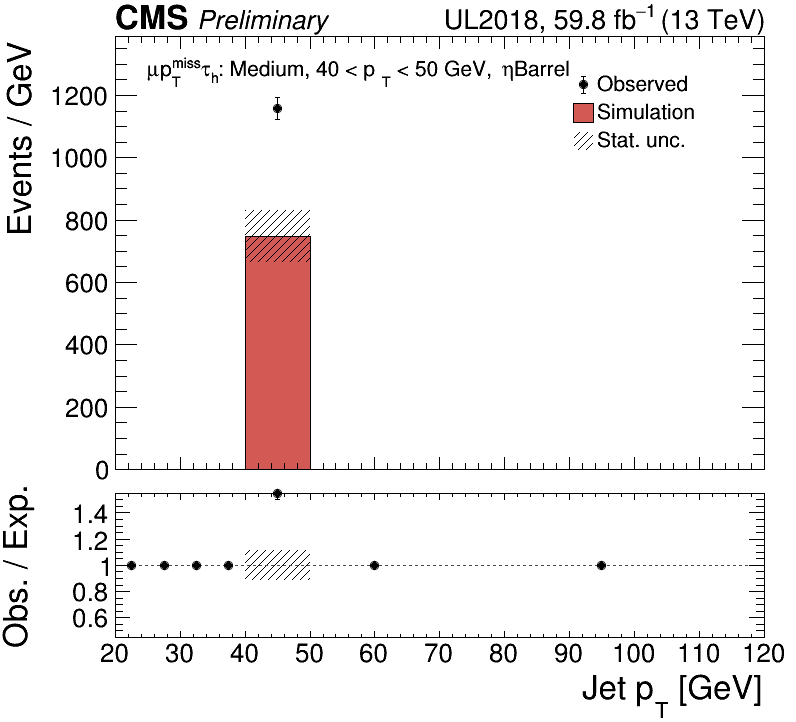 CMS Preliminary UL2018, 59.8 fb⁻¹ (13 TeV)
μp_T^miss τ_h: Medium, 40 < p_T < 50 GeV, ηBarrel
Observed
Simulation
Stat. unc.
Events / GeV
1200
1000
800
600
400
200
0
Obs. / Exp.
1.4
1.2
1
0.8
0.6
20 30 40 50 60 70 80 90 100 110 120
Jet p_T [GeV]